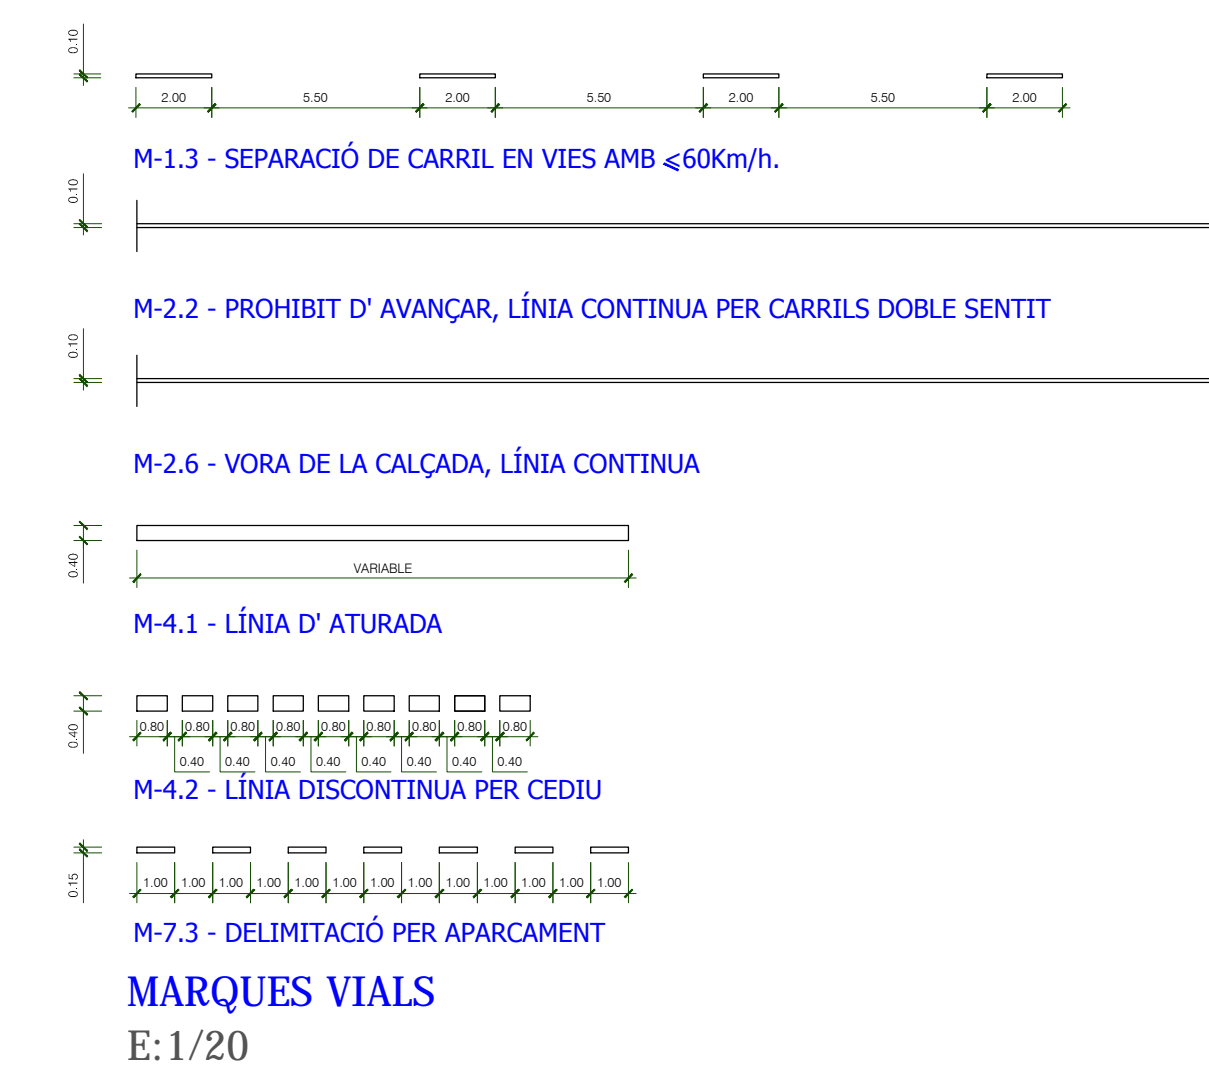 0.10
2.00 5.50 2.00 5.50 2.00 5.50 2.00
M-1.3 - SEPARACIÓ DE CARRIL EN VIES AMB ⩽60Km/h.
0.10
M-2.2 - PROHIBIT D' AVANÇAR, LÍNIA CONTINUA PER CARRILS DOBLE SENTIT
0.10
M-2.6 - VORA DE LA CALÇADA, LÍNIA CONTINUA
0.40
VARIABLE
M-4.1 - LÍNIA D' ATURADA
0.40
0.80 0.80 0.80 0.80 0.80 0.80 0.80 0.80 0.80
0.40 0.40 0.40 0.40 0.40 0.40 0.40 0.40
M-4.2 - LÍNIA DISCONTINUA PER CEDIU
0.15
1.00 1.00 1.00 1.00 1.00 1.00 1.00 1.00 1.00 1.00 1.00 1.00 1.00
M-7.3 - DELIMITACIÓ PER APARCAMENT
MARQUES VIALS
E:1/20